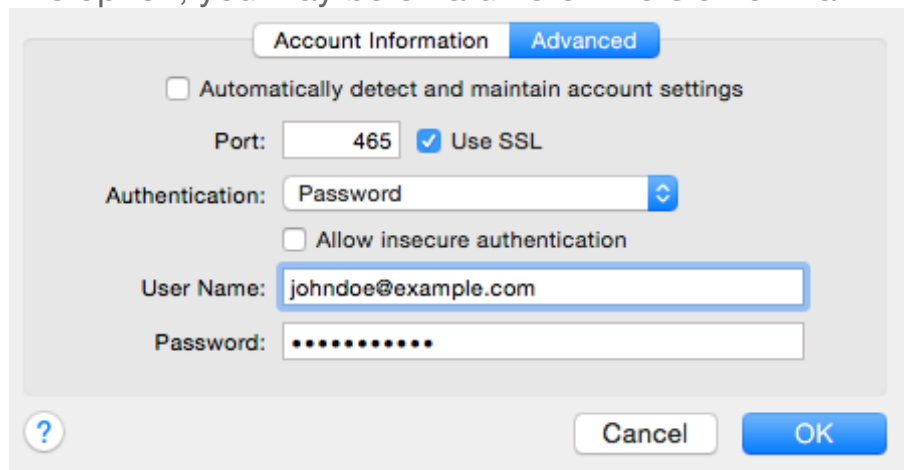 Account Information Advanced
Automatically detect and maintain account settings
Port: 465 Use SSL
Authentication: Password
Allow insecure authentication
User Name: johndoe@example.com
Password: •••••••••••
? Cancel OK